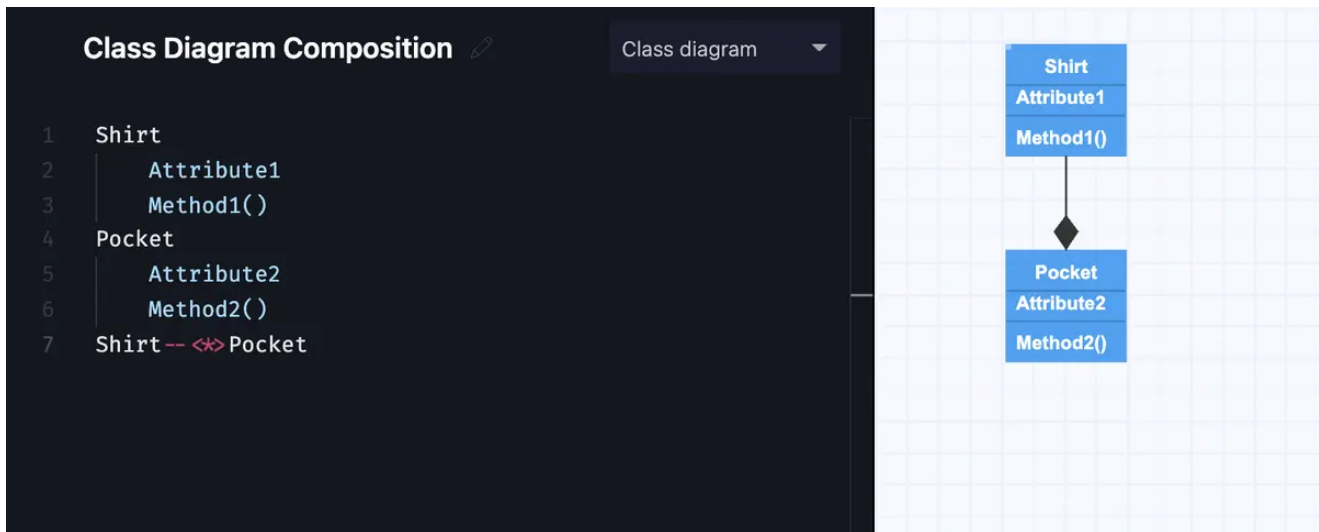 Class Diagram Composition
Class diagram
1 Shirt
2 Attribute1
3 Method1()
4 Pocket
5 Attribute2
6 Method2()
7 Shirt--<*>Pocket
Shirt
Attribute1
Method1()
Pocket
Attribute2
Method2()